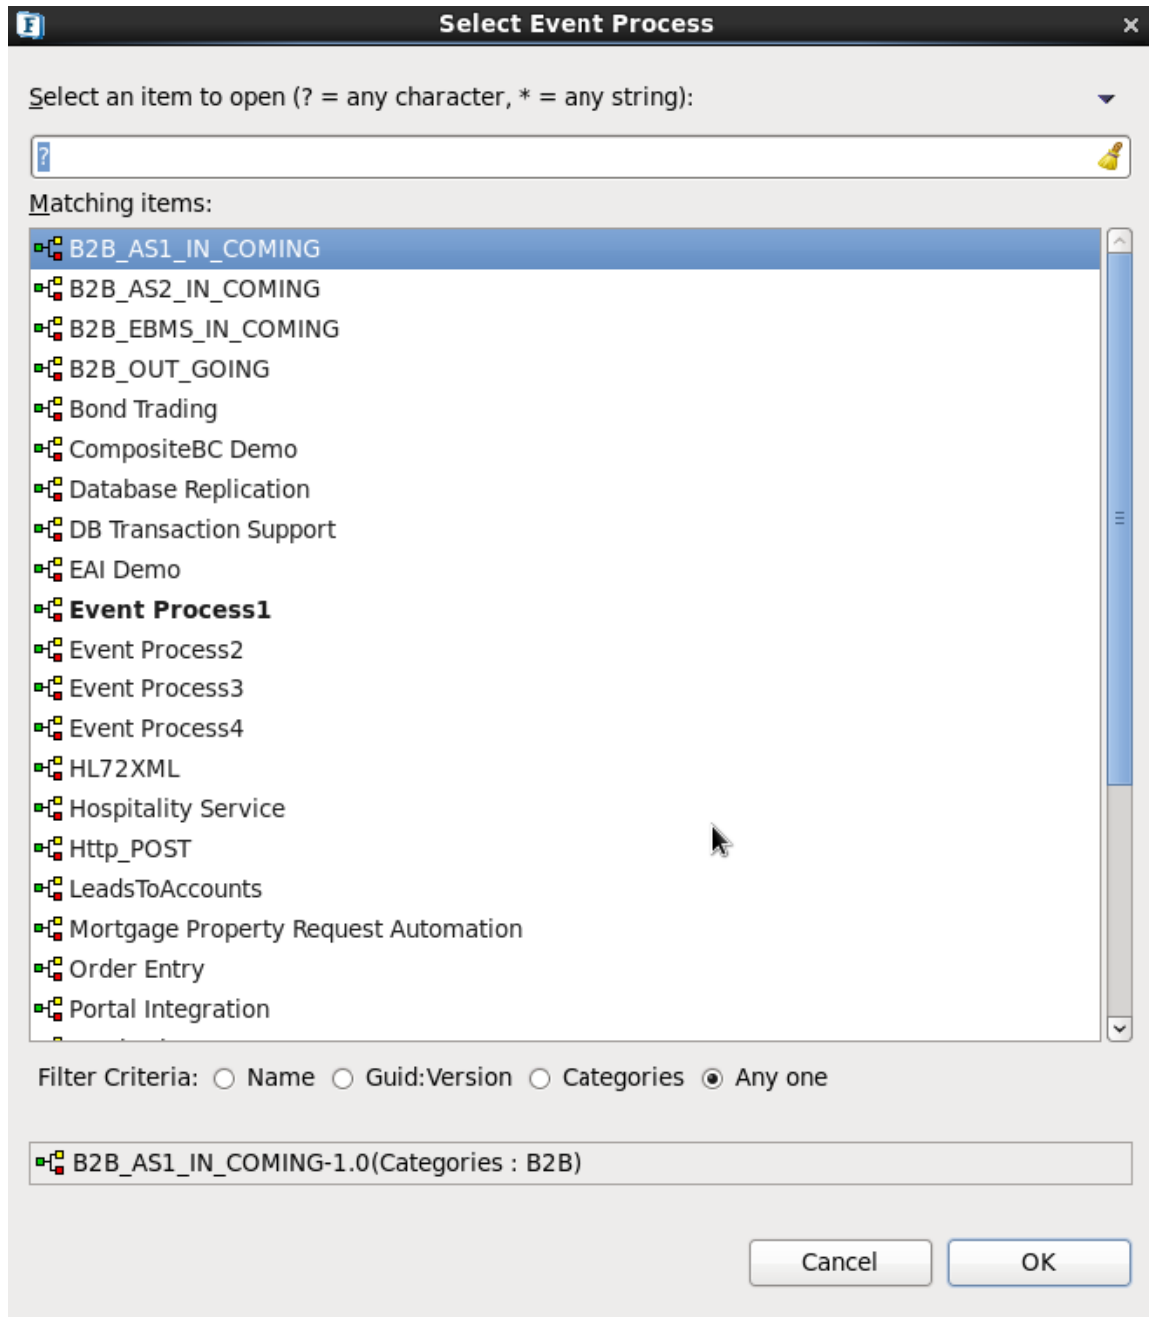 Select Event Process
Select an item to open (? = any character, * = any string):
?
Matching items:
B2B_AS1_IN_COMING
B2B_AS2_IN_COMING
B2B_EBMS_IN_COMING
B2B_OUT_GOING
Bond Trading
CompositeBC Demo
Database Replication
DB Transaction Support
EAI Demo
Event Process1
Event Process2
Event Process3
Event Process4
HL72XML
Hospitality Service
Http_POST
LeadsToAccounts
Mortgage Property Request Automation
Order Entry
Portal Integration
Filter Criteria: Name Guid:Version Categories Any one
B2B_AS1_IN_COMING-1.0(Categories : B2B)
Cancel OK